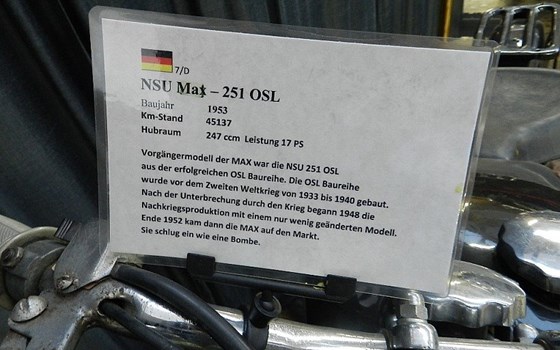 7/D
NSU Max – 251 OSL
Baujahr 1953
Km-Stand 45137
Hubraum 247 ccm Leistung 17 PS
Vorgängermodell der MAX war die NSU 251 OSL
aus der erfolgreichen OSL Baureihe. Die OSL Baureihe
wurde vor dem Zweiten Weltkrieg von 1933 bis 1940 gebaut.
Nach der Unterbrechung durch den Krieg begann 1948 die
Nachkriegsproduktion mit einem nur wenig geänderten Modell.
Ende 1952 kam dann die MAX auf den Markt.
Sie schlug ein wie eine Bombe.